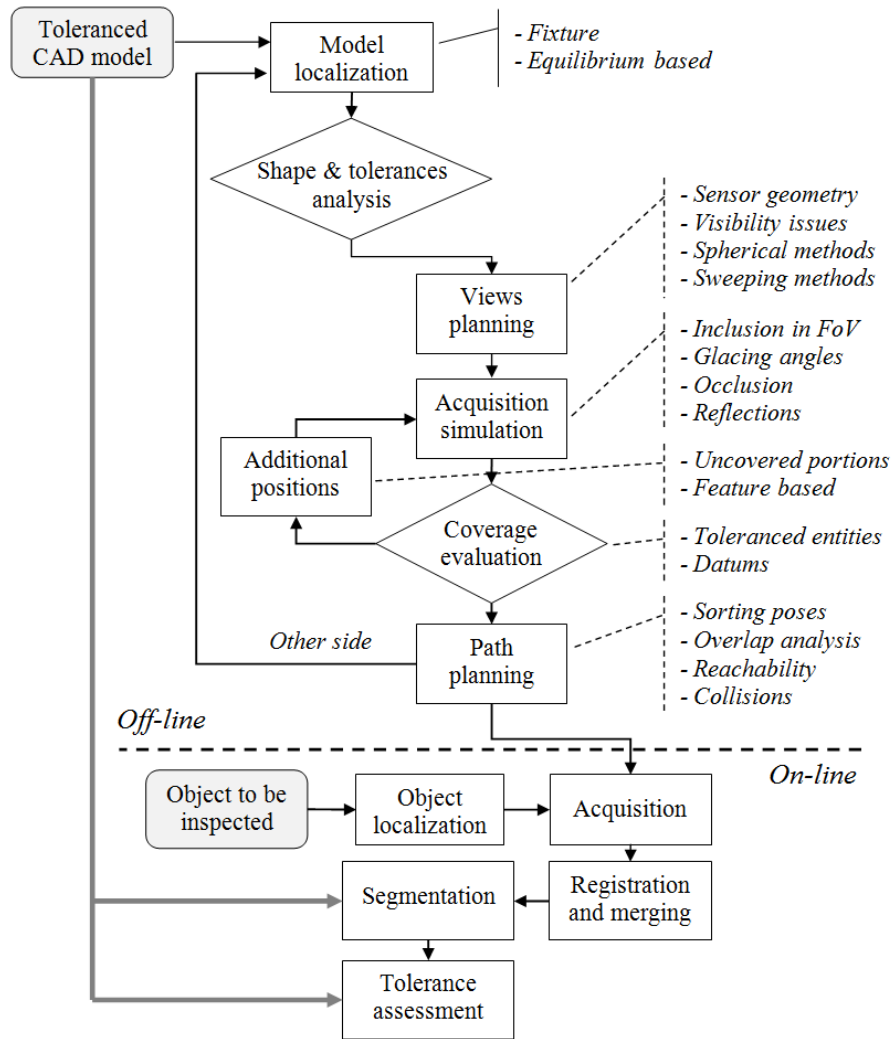 Toleranced
CAD model
Model
localization
- Fixture
- Equilibrium based
Shape & tolerances
analysis
- Sensor geometry
- Visibility issues
- Spherical methods
- Sweeping methods
Views
planning
- Inclusion in FoV
- Glacing angles
- Occlusion
- Reflections
Acquisition
simulation
Additional
positions
- Uncovered portions
- Feature based
Coverage
evaluation
- Toleranced entities
- Datums
Other side
Path
planning
- Sorting poses
- Overlap analysis
- Reachability
- Collisions
Off-line
On-line
Object to be
inspected
Object
localization
Acquisition
Segmentation
Registration
and merging
Tolerance
assessment